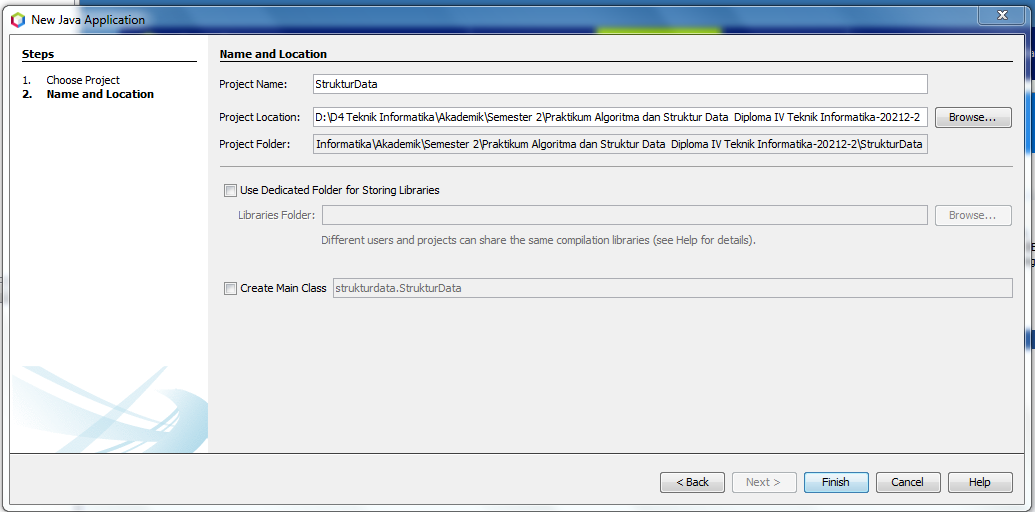 New Java Application
Steps
1. Choose Project
2. Name and Location
Name and Location
Project Name: StrukturData
Project Location: D:\D4 Teknik Informatika\Akademik\Semester 2\Praktikum Algoritma dan Struktur Data  Diploma IV Teknik Informatika-20212-2 Browse...
Project Folder: Informatika\Akademik\Semester 2\Praktikum Algoritma dan Struktur Data  Diploma IV Teknik Informatika-20212-2\StrukturData
Use Dedicated Folder for Storing Libraries
Libraries Folder: Browse...
Different users and projects can share the same compilation libraries (see Help for details).
Create Main Class strukturdata.StrukturData
< Back Next > Finish Cancel Help